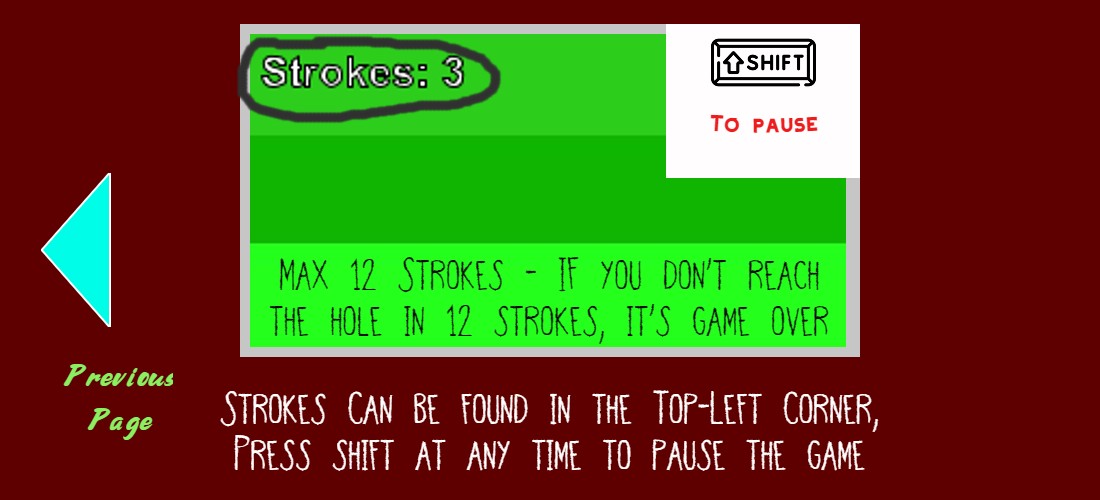 Strokes: 3
SHIFT
To pause
Max 12 Strokes - If you don't reach
the hole in 12 strokes, it's game over
Previous
Page
Strokes Can be found in the Top-Left Corner,
Press shift at any time to pause the game